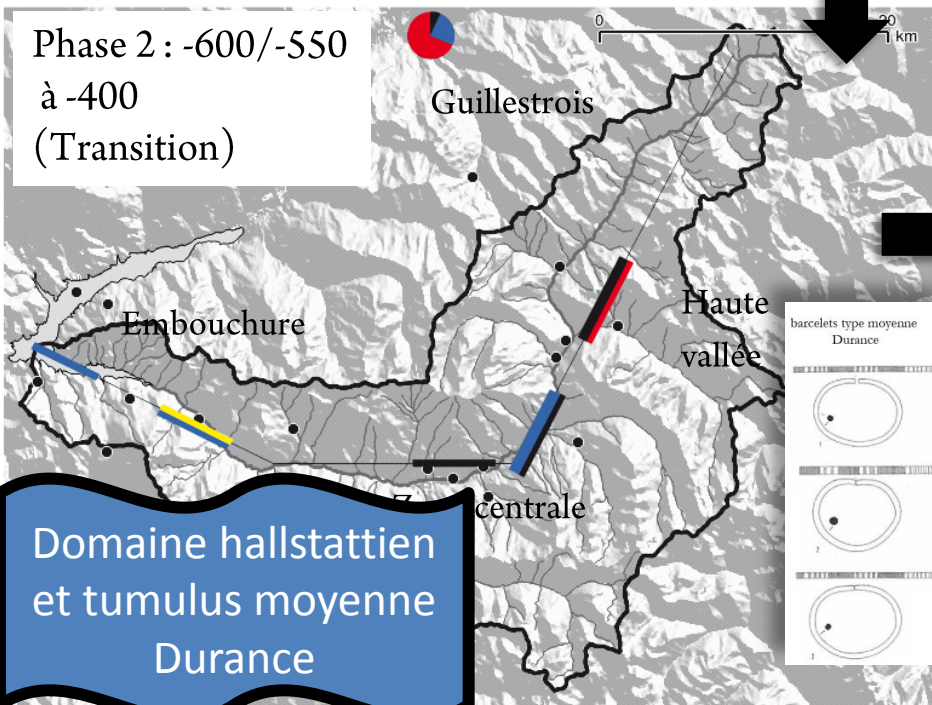 Phase 2 : -600/-550
à -400
(Transition)
0
km
Guillestrois
Embouchure
Haute
vallée
barcelets type moyenne
Durance
1
2
3
centrale
Domaine hallstattien
et tumulus moyenne
Durance